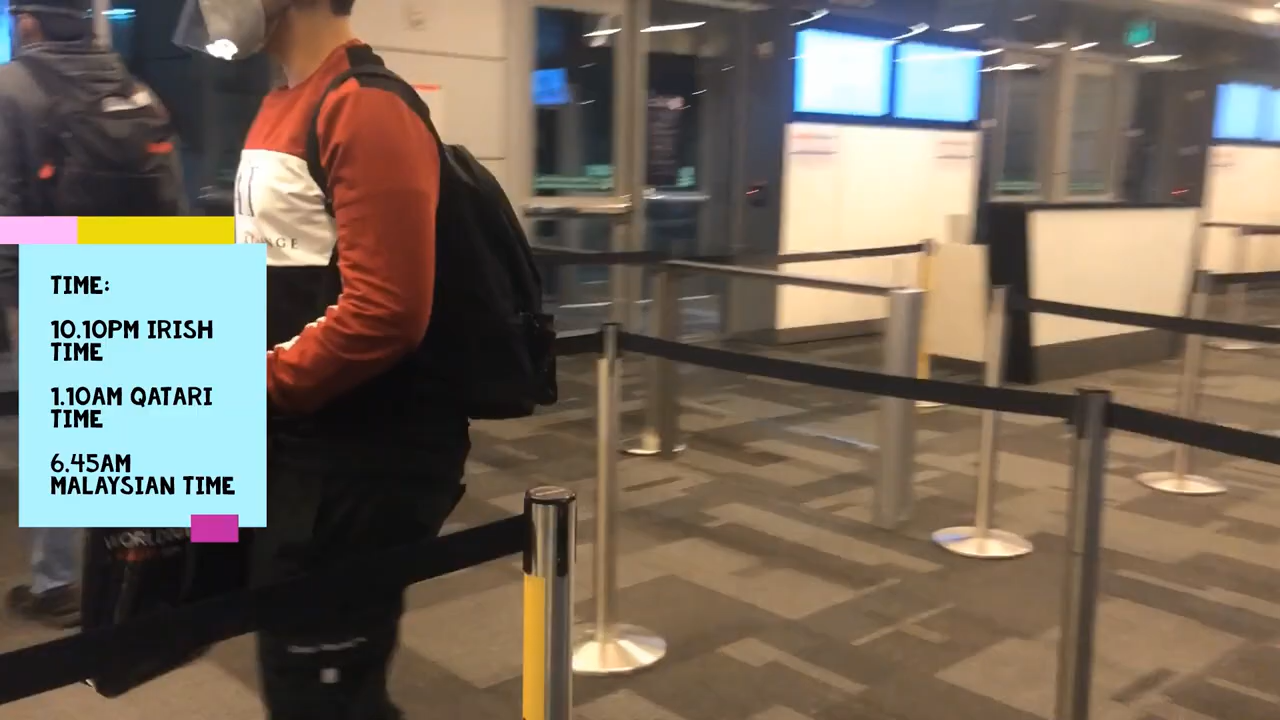 TIME:
10.10PM IRISH
TIME
1.10AM QATARI
TIME
6.45AM
MALAYSIAN TIME